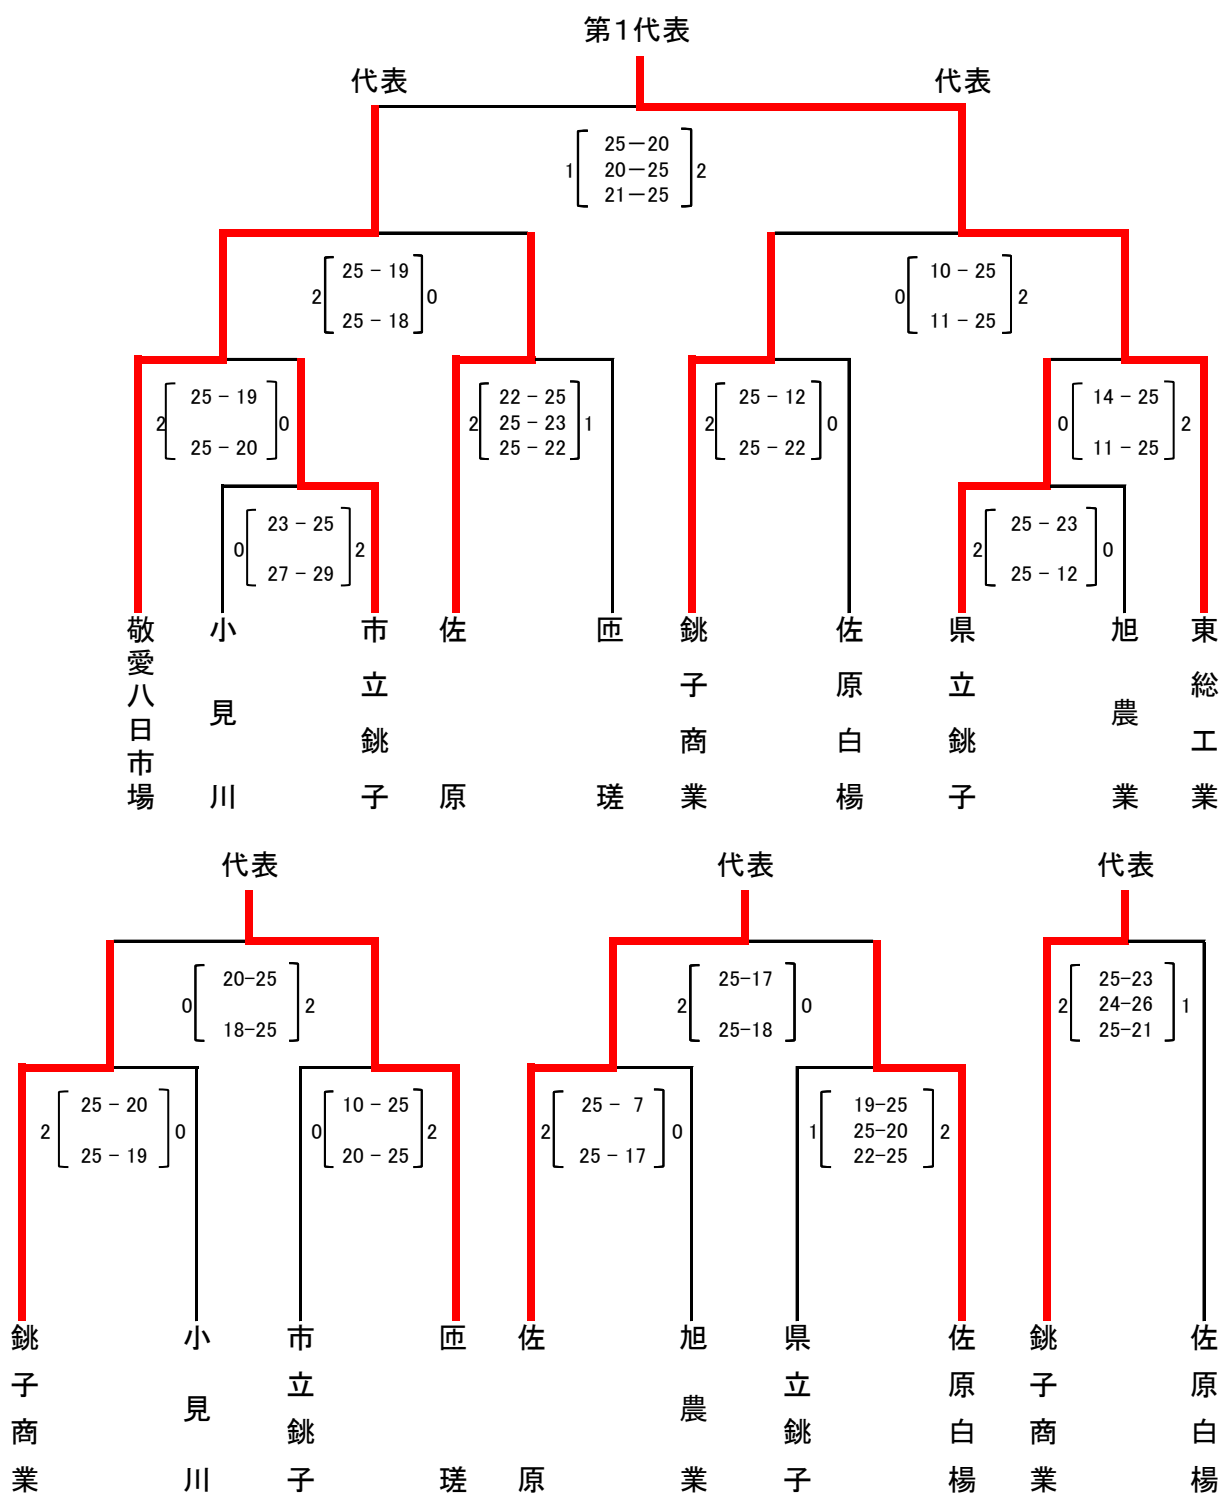 第1代表
代表 代表
25－20
1 20－25 2
21－25
25 - 19 10 - 25
2 0 0 2
25 - 18 11 - 25
25 - 19 22 - 25 25 - 12 14 - 25
2 0 2 25 - 23 1 2 0 0 2
25 - 20 25 - 22 25 - 22 11 - 25
23 - 25 25 - 23
0 2 2 0
27 - 29 25 - 12
敬愛八日市場
小見川
市立銚子
佐原
匝瑳
銚子商業
佐原白楊
県立銚子
旭農業
東総工業
代表 代表 代表
20-25 25-17 25-23
0 2 2 0 2 24-26 1
18-25 25-18 25-21
25 - 20 10 - 25 25 - 7 19-25
2 0 0 2 2 0 1 25-20 2
25 - 19 20 - 25 25 - 17 22-25
銚子商業
小見川
市立銚子
匝瑳
佐原
旭農業
県立銚子
佐原白楊
銚子商業
佐原白楊